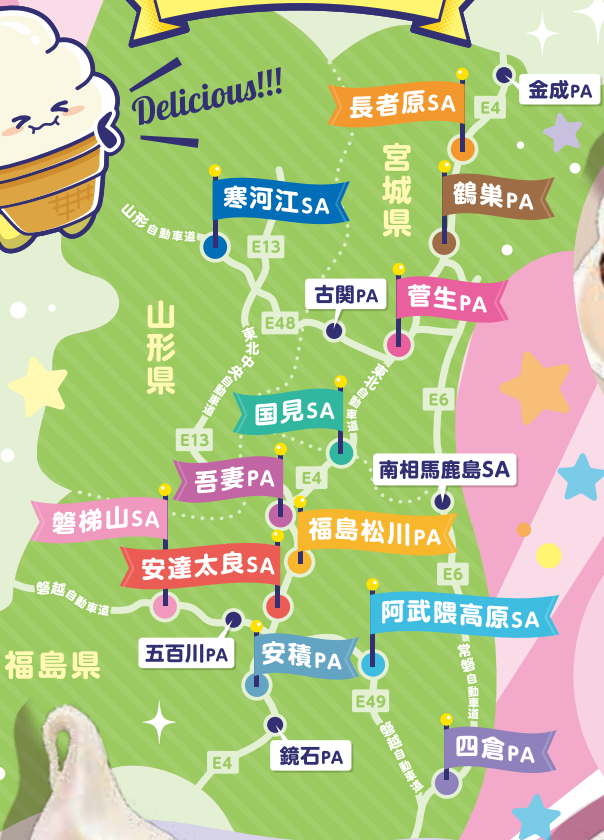 Delicious!!!
長者原SA
E4
金成PA
宮城県
鶴巣PA
寒河江SA
山形自動車道
E13
古関PA
菅生PA
山形県
E48
東北中央自動車道
東北自動車道
E6
国見SA
E13
南相馬鹿島SA
吾妻PA
E4
磐梯山SA
福島松川PA
安達太良SA
E6
磐越自動車道
阿武隈高原SA
五百川PA
安積PA
福島県
常磐自動車道
E49
磐越自動車道
鏡石PA
四倉PA
E4